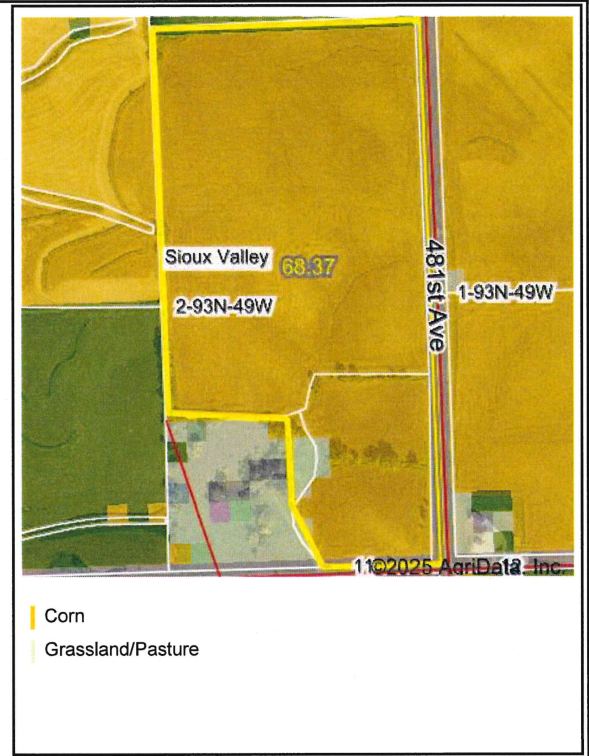 Sioux Valley
68.37
2-93N-49W
481st Ave
1-93N-49W
11
©2025 AgriData, Inc.
12
Corn
Grassland/Pasture